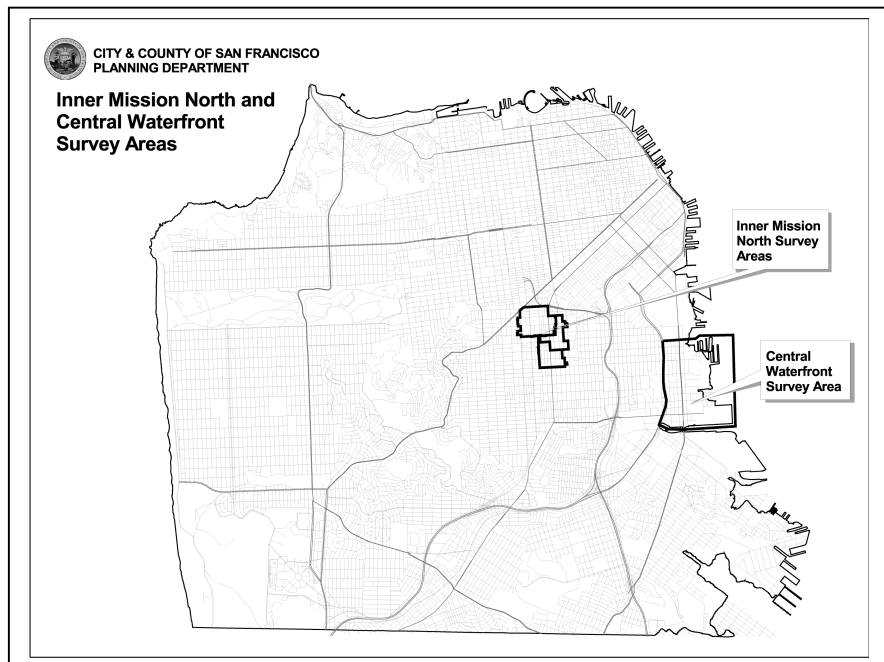 CITY & COUNTY OF SAN FRANCISCO
PLANNING DEPARTMENT
Inner Mission North and
Central Waterfront
Survey Areas
Inner Mission
North Survey
Areas
Central
Waterfront
Survey Area